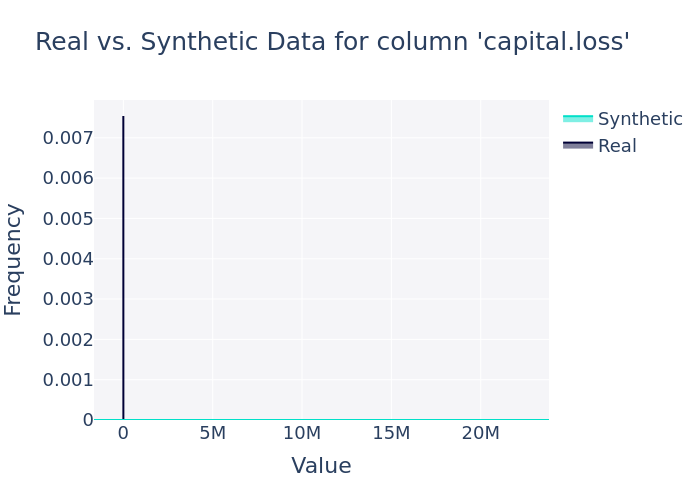 Real vs. Synthetic Data for column 'capital.loss'
Synthetic
Real
Frequency
0.007
0.006
0.005
0.004
0.003
0.002
0.001
0
0 5M 10M 15M 20M
Value